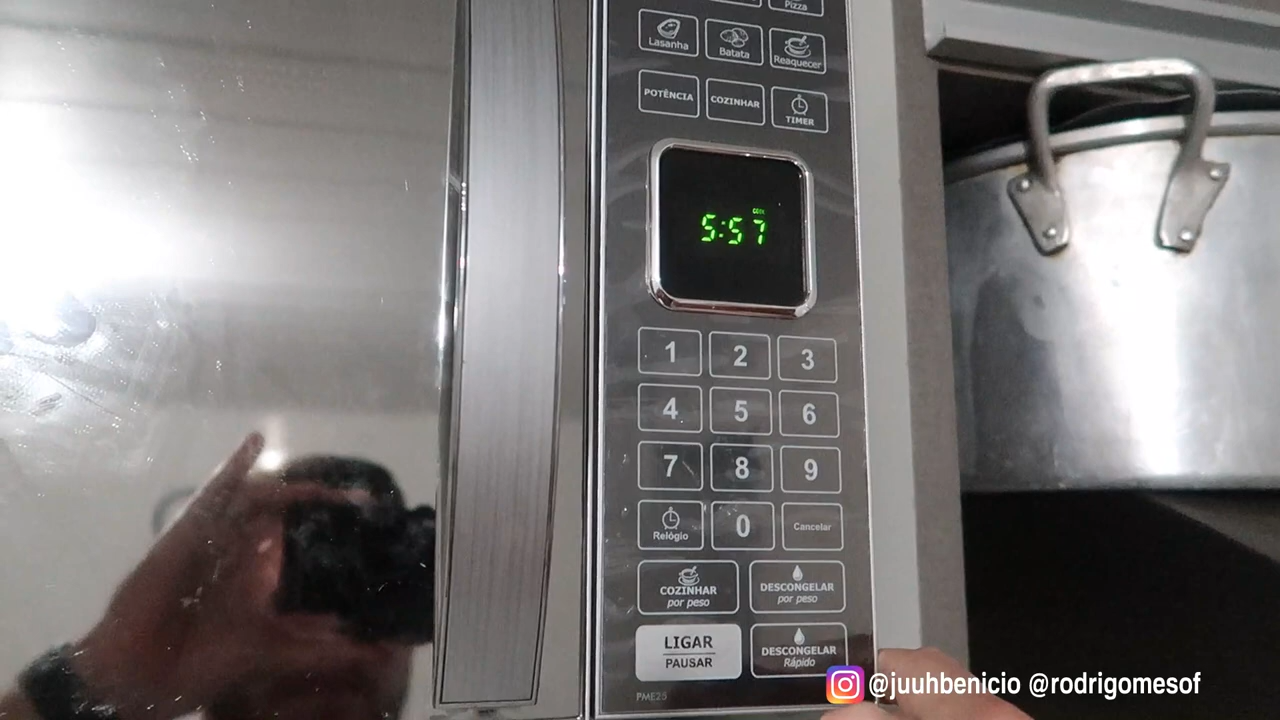 Pizza
Lasanha
Batata
Reaquecer
POTÊNCIA
COZINHAR
TIMER
COOK
5:57
1 2 3
4 5 6
7 8 9
Relógio
0
Cancelar
COZINHAR
por peso
DESCONGELAR
por peso
LIGAR
PAUSAR
DESCONGELAR
Rápido
PME25
@juuhbenicio @rodrigomesof